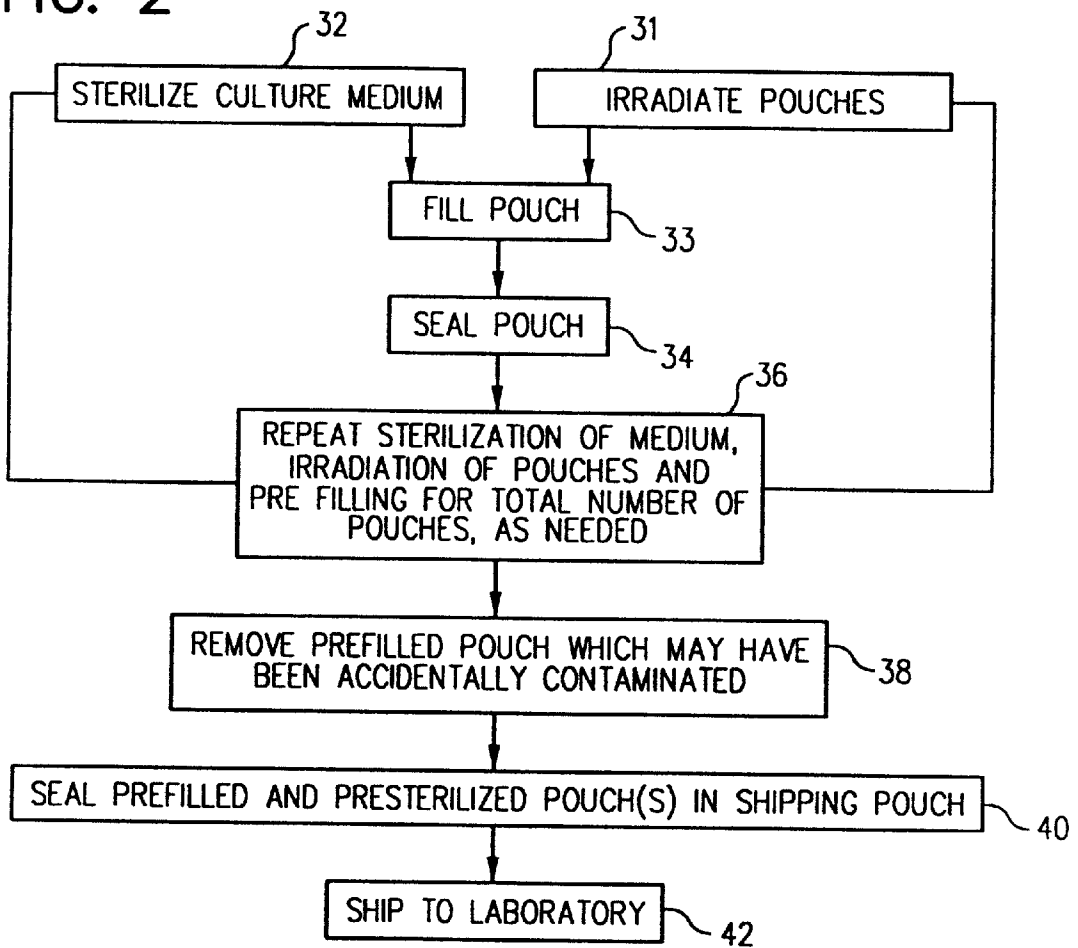 FIG. 2
32
31
STERILIZE CULTURE MEDIUM
IRRADIATE POUCHES
FILL POUCH
33
SEAL POUCH
34
36
REPEAT STERILIZATION OF MEDIUM,
IRRADIATION OF POUCHES AND
PRE FILLING FOR TOTAL NUMBER OF
POUCHES, AS NEEDED
REMOVE PREFILLED POUCH WHICH MAY HAVE
BEEN ACCIDENTALLY CONTAMINATED
38
SEAL PREFILLED AND PRESTERILIZED POUCH(S) IN SHIPPING POUCH
40
SHIP TO LABORATORY
42